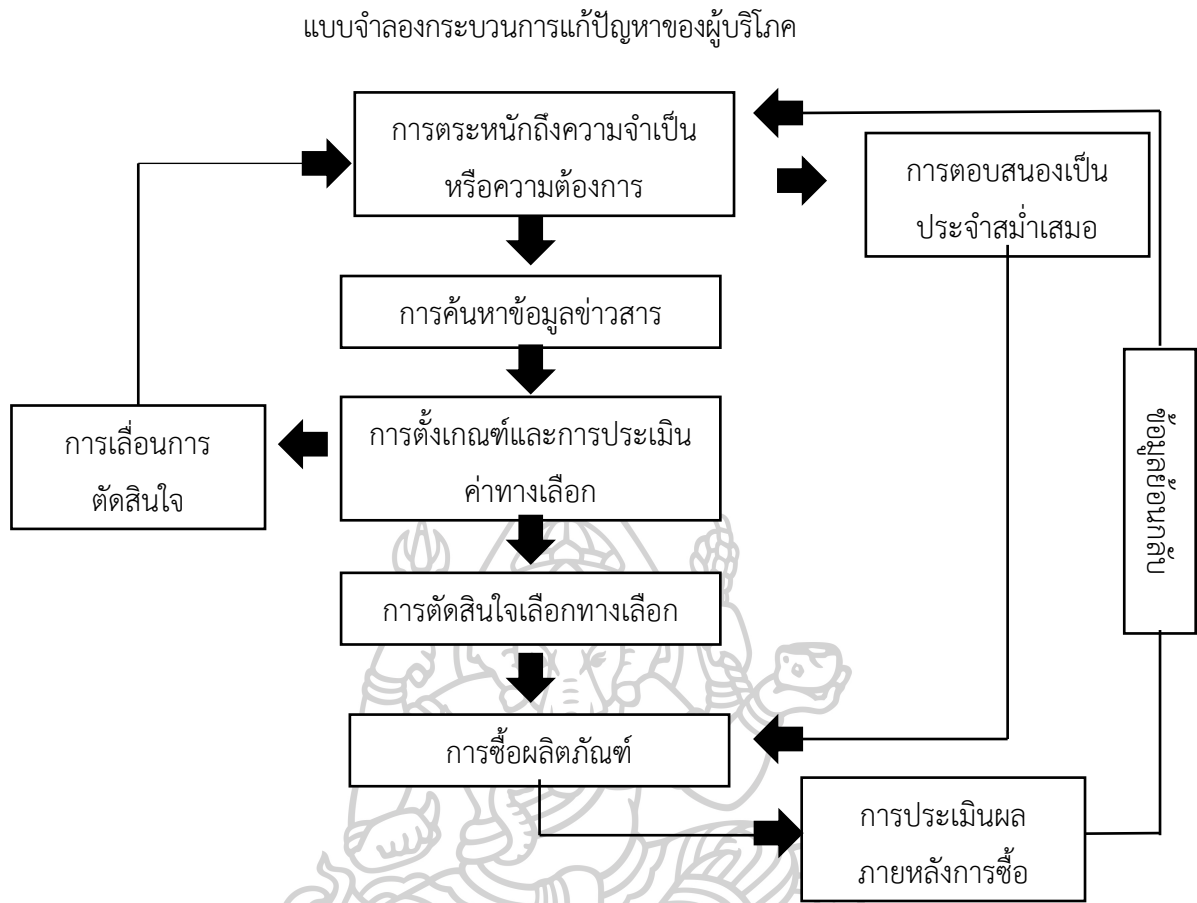 แบบจำลองกระบวนการแก้ปัญหาของผู้บริโภค
การตระหนักถึงความจำเป็น
หรือความต้องการ
การตอบสนองเป็น
ประจำสม่ำเสมอ
การค้นหาข้อมูลข่าวสาร
การเลื่อนการ
ตัดสินใจ
การตั้งเกณฑ์และการประเมิน
ค่าทางเลือก
ข้อมูลย้อนกลับ
การตัดสินใจเลือกทางเลือก
การซื้อผลิตภัณฑ์
การประเมินผล
ภายหลังการซื้อ